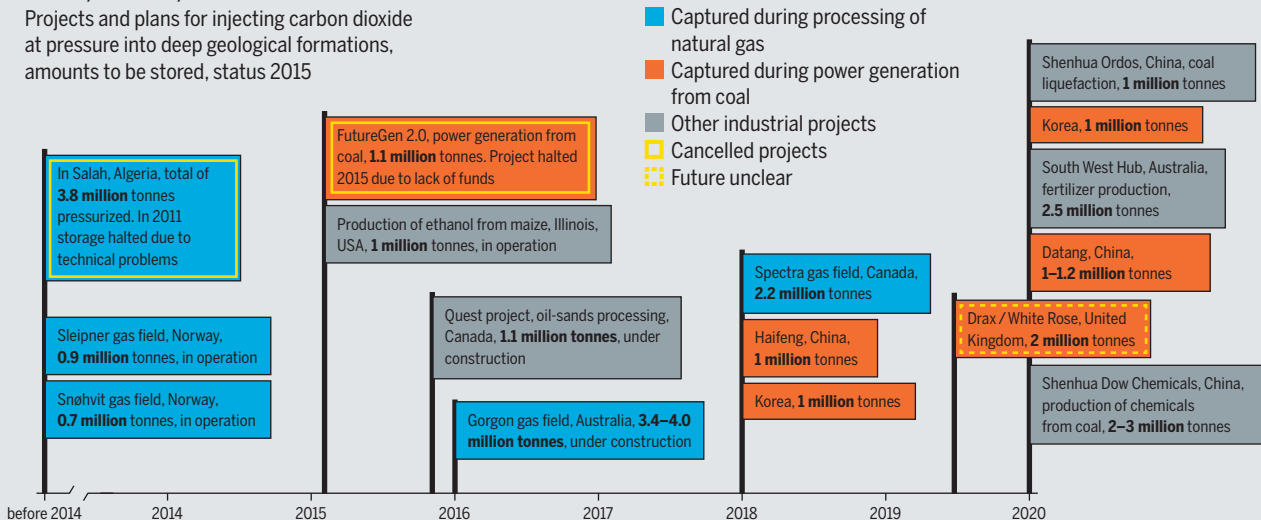 Projects and plans for injecting carbon dioxide
at pressure into deep geological formations,
amounts to be stored, status 2015
Captured during processing of
natural gas
Captured during power generation
from coal
Other industrial projects
Cancelled projects
Future unclear
In Salah, Algeria, total of
3.8 million tonnes
pressurized. In 2011
storage halted due to
technical problems
Sleipner gas field, Norway,
0.9 million tonnes, in operation
Snøhvit gas field, Norway,
0.7 million tonnes, in operation
FutureGen 2.0, power generation from
coal, 1.1 million tonnes. Project halted
2015 due to lack of funds
Production of ethanol from maize, Illinois,
USA, 1 million tonnes, in operation
Quest project, oil-sands processing,
Canada, 1.1 million tonnes, under
construction
Gorgon gas field, Australia, 3.4–4.0
million tonnes, under construction
Spectra gas field, Canada,
2.2 million tonnes
Haifeng, China,
1 million tonnes
Korea, 1 million tonnes
Shenhua Ordos, China, coal
liquefaction, 1 million tonnes
Korea, 1 million tonnes
South West Hub, Australia,
fertilizer production,
2.5 million tonnes
Datang, China,
1–1.2 million tonnes
Drax / White Rose, United
Kingdom, 2 million tonnes
Shenhua Dow Chemicals, China,
production of chemicals
from coal, 2–3 million tonnes
before 2014
2014
2015
2016
2017
2018
2019
2020